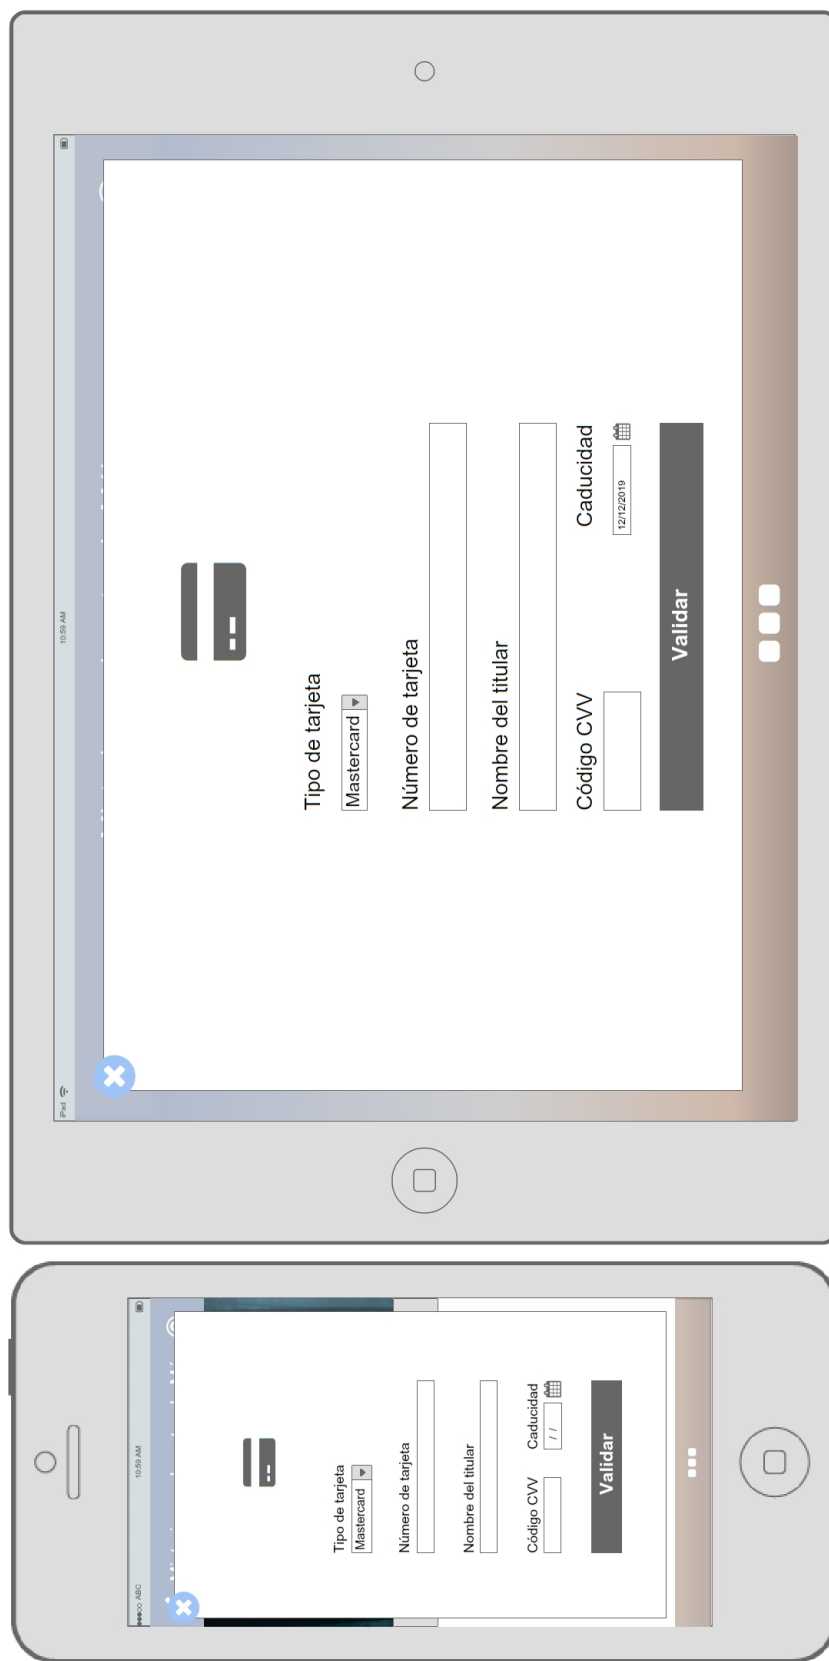 iPad
10:59 AM
Tipo de tarjeta
Mastercard
Número de tarjeta
Nombre del titular
Código CVV
Caducidad
12/12/2019
Validar
ABC
10:59 AM
Tipo de tarjeta
Mastercard
Número de tarjeta
Nombre del titular
Código CVV
Caducidad
/ /
Validar